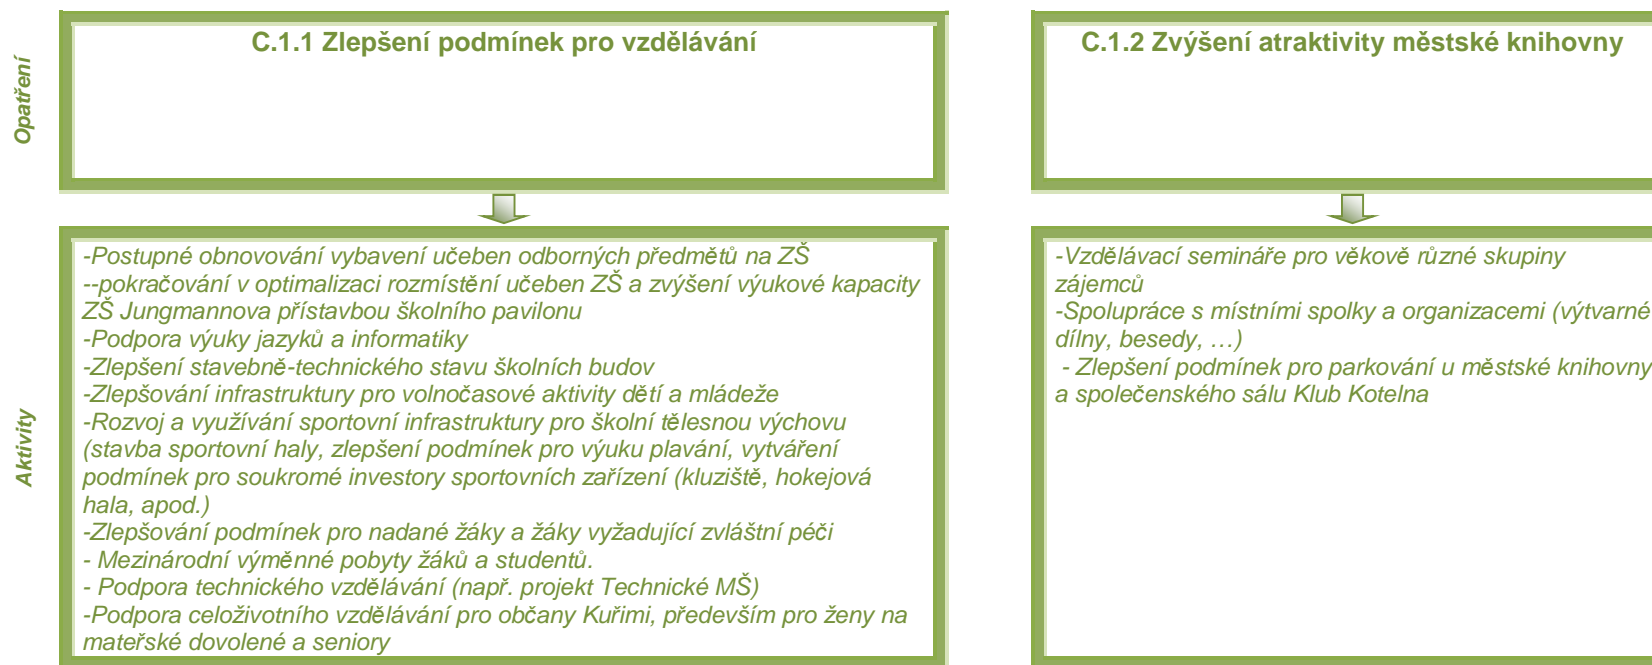 Opatření
C.1.1 Zlepšení podmínek pro vzdělávání
C.1.2 Zvýšení atraktivity městské knihovny
Aktivity
-Postupné obnovování vybavení učeben odborných předmětů na ZŠ
--pokračování v optimalizaci rozmístění učeben ZŠ a zvýšení výukové kapacity
ZŠ Jungmannova přístavbou školního pavilonu
-Podpora výuky jazyků a informatiky
-Zlepšení stavebně-technického stavu školních budov
-Zlepšování infrastruktury pro volnočasové aktivity dětí a mládeže
-Rozvoj a využívání sportovní infrastruktury pro školní tělesnou výchovu
(stavba sportovní haly, zlepšení podmínek pro výuku plavání, vytváření
podmínek pro soukromé investory sportovních zařízení (kluziště, hokejová
hala, apod.)
-Zlepšování podmínek pro nadané žáky a žáky vyžadující zvláštní péči
- Mezinárodní výměnné pobyty žáků a studentů.
- Podpora technického vzdělávání (např. projekt Technické MŠ)
-Podpora celoživotního vzdělávání pro občany Kuřimi, především pro ženy na
mateřské dovolené a seniory
-Vzdělávací semináře pro věkově různé skupiny
zájemců
-Spolupráce s místními spolky a organizacemi (výtvarné
dílny, besedy, …)
- Zlepšení podmínek pro parkování u městské knihovny
a společenského sálu Klub Kotelna